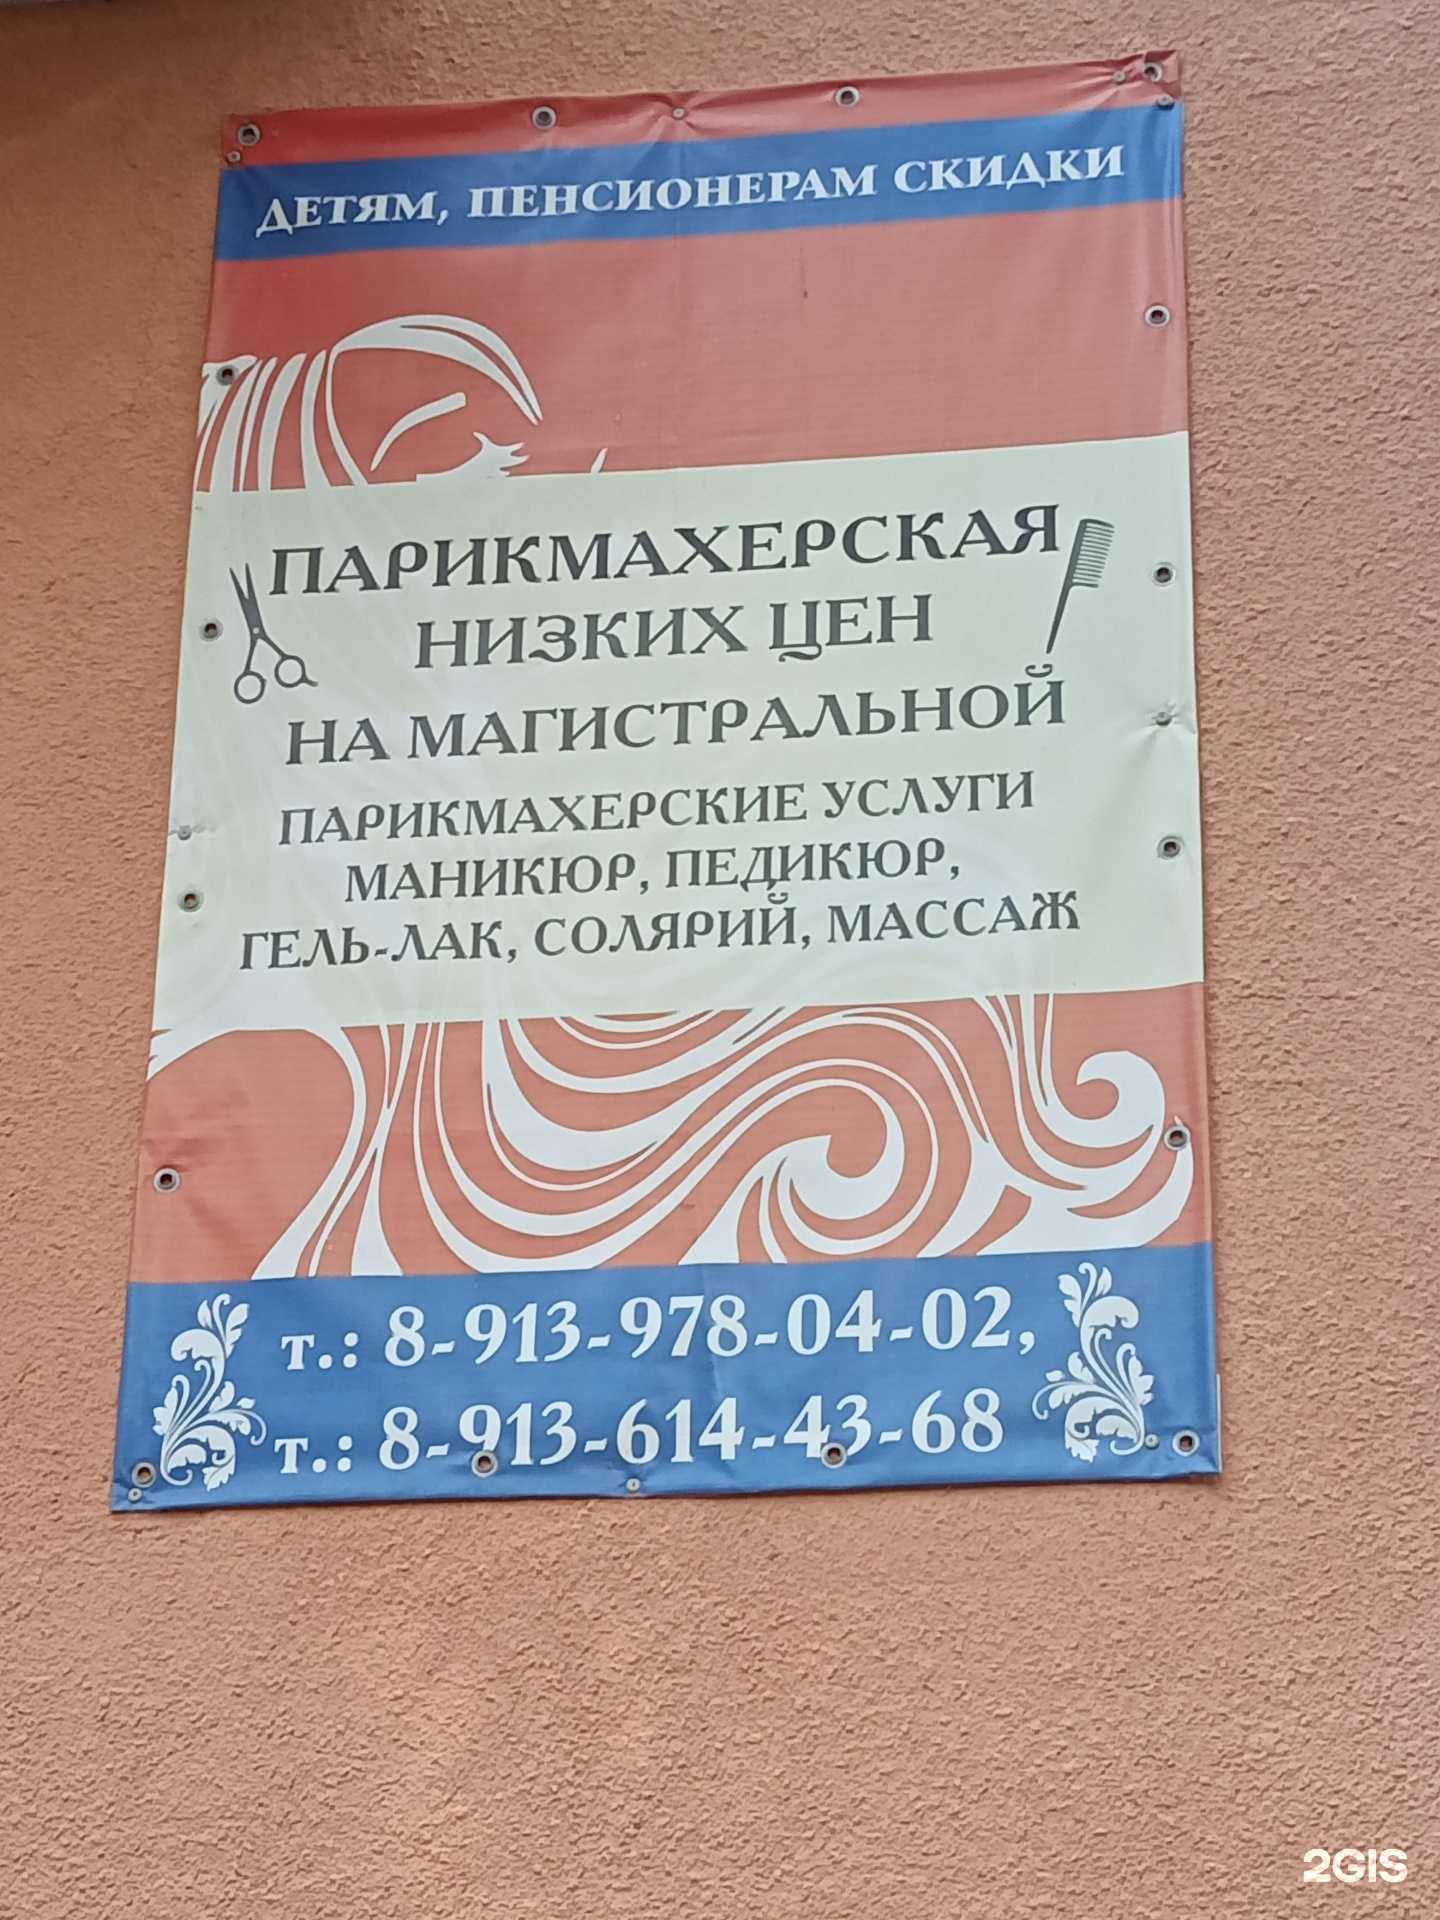 ДЕТЯМ, ПЕНСИОНЕРАМ СКИДКИ
ПАРИКМАХЕРСКАЯ
НИЗКИХ ЦЕН
НА МАГИСТРАЛЬНОЙ
ПАРИКМАХЕРСКИЕ УСЛУГИ
МАНИКЮР, ПЕДИКЮР,
ГЕЛЬ-ЛАК, СОЛЯРИЙ, МАССАЖ
т.: 8-913-978-04-02,
т.: 8-913-614-43-68
2GIS